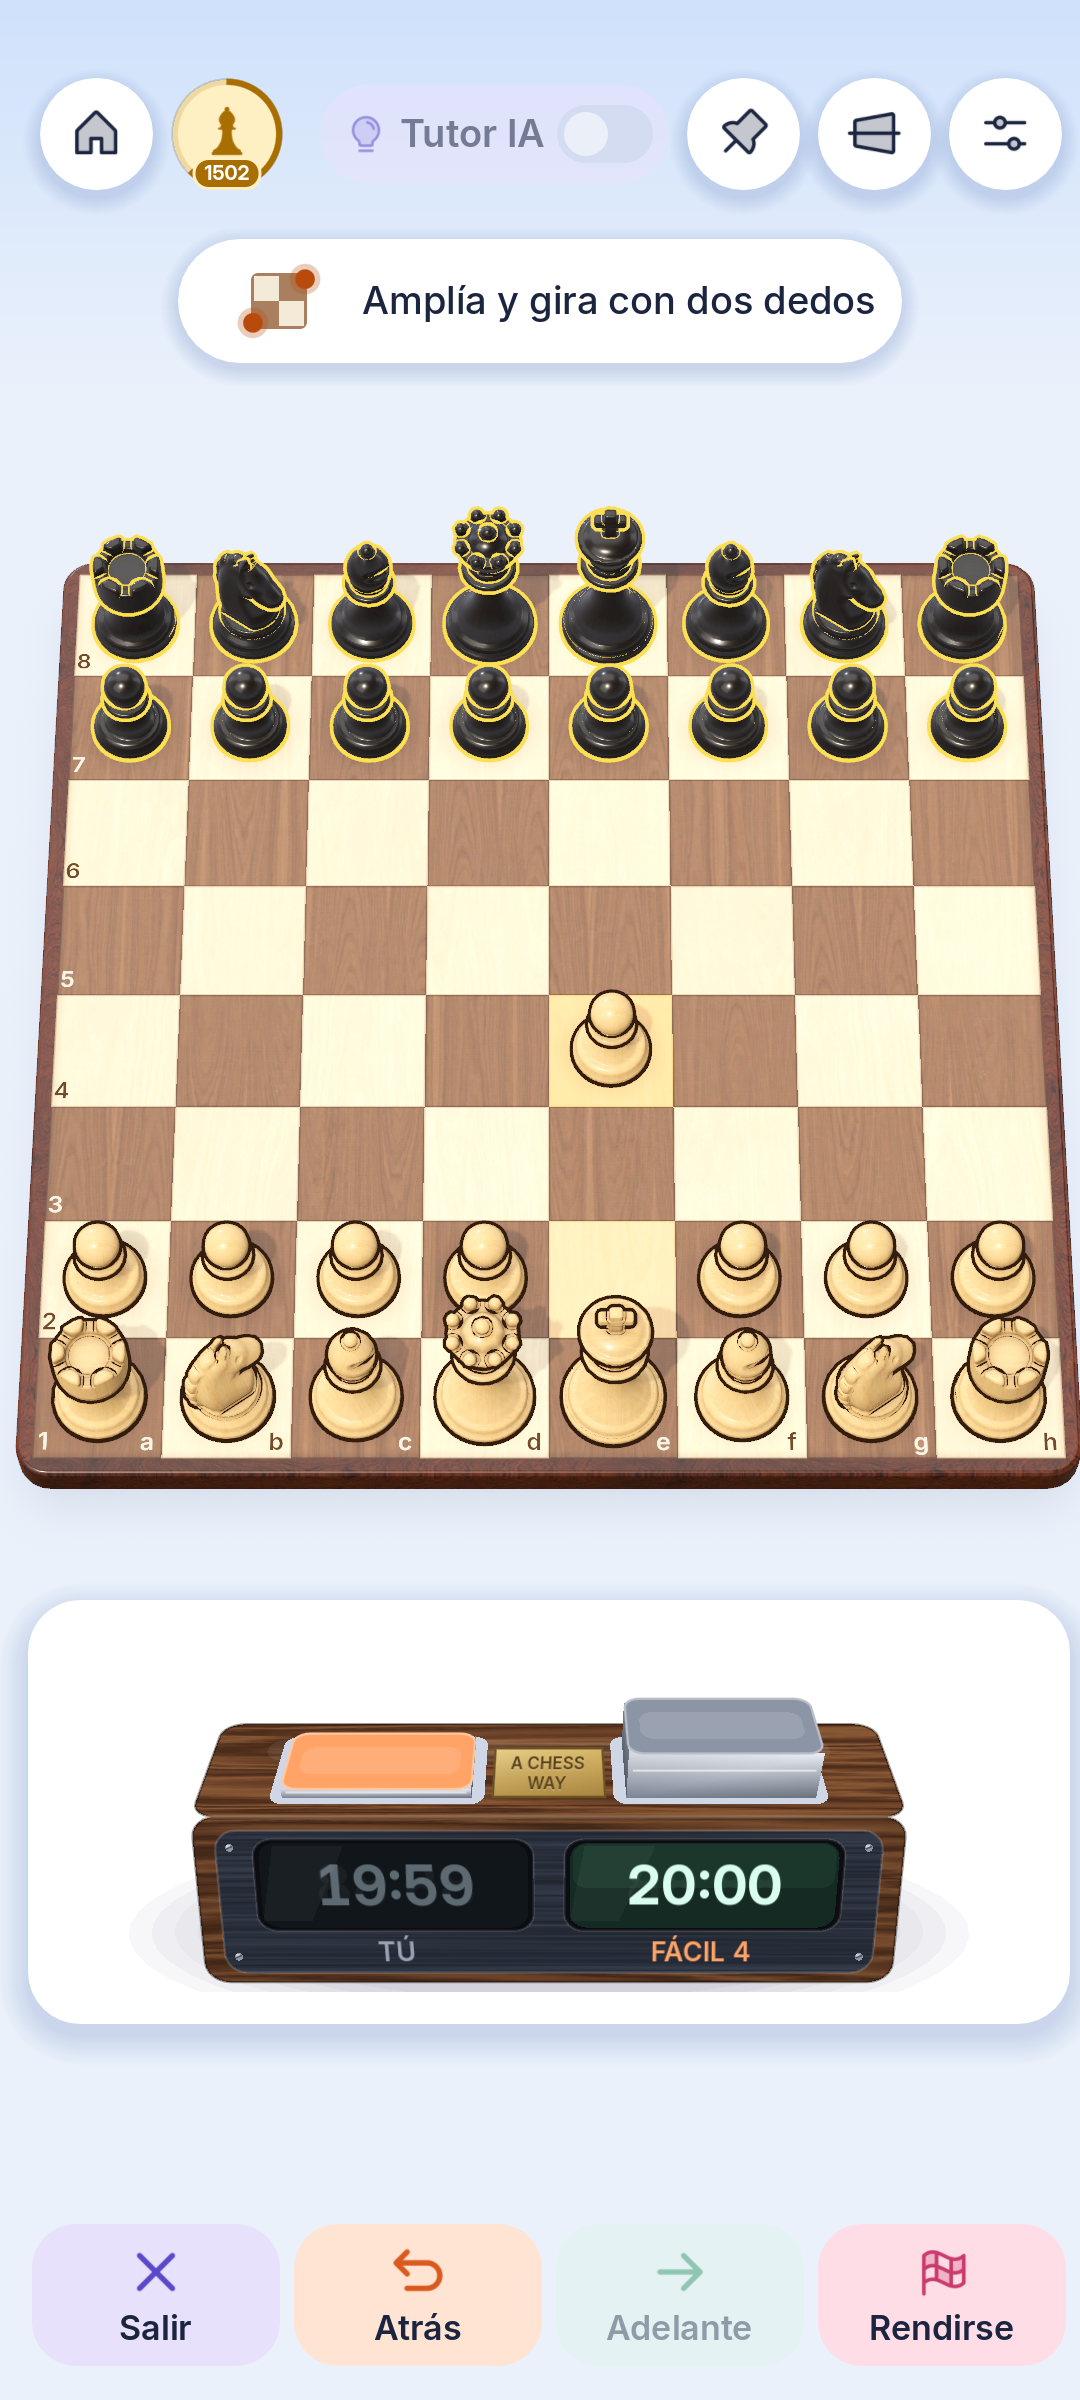 1502
Tutor IA
Amplía y gira con dos dedos
8
7
6
5
4
3
2
1 a b c d e f g h
A CHESS
WAY
19:59 20:00
TÚ FÁCIL 4
Salir Atrás Adelante Rendirse